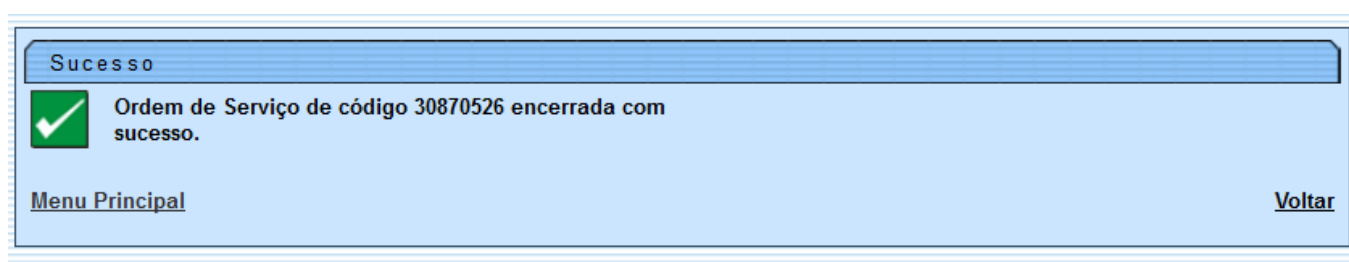 Sucesso
Ordem de Serviço de código 30870526 encerrada com
sucesso.
Menu Principal
Voltar